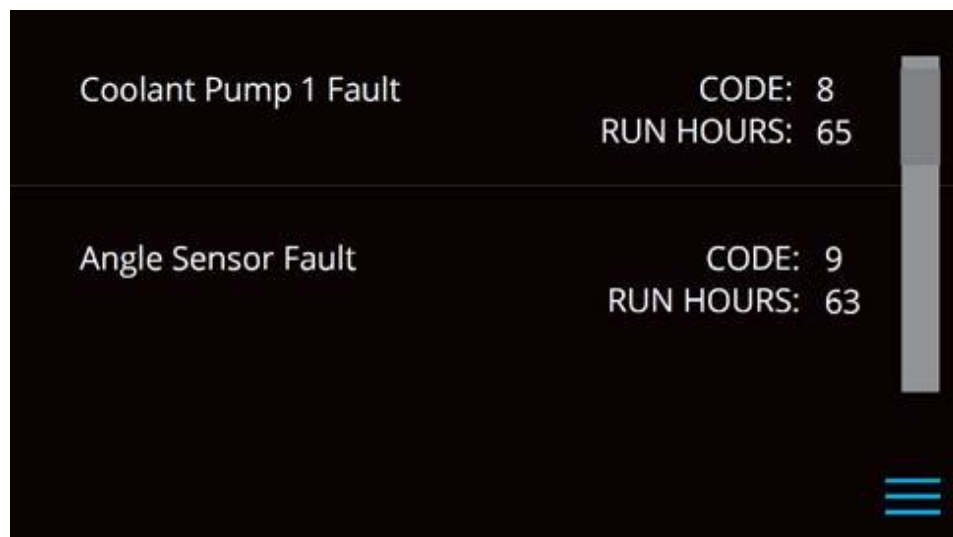 Coolant Pump 1 Fault CODE: 8
RUN HOURS: 65
Angle Sensor Fault CODE: 9
RUN HOURS: 63